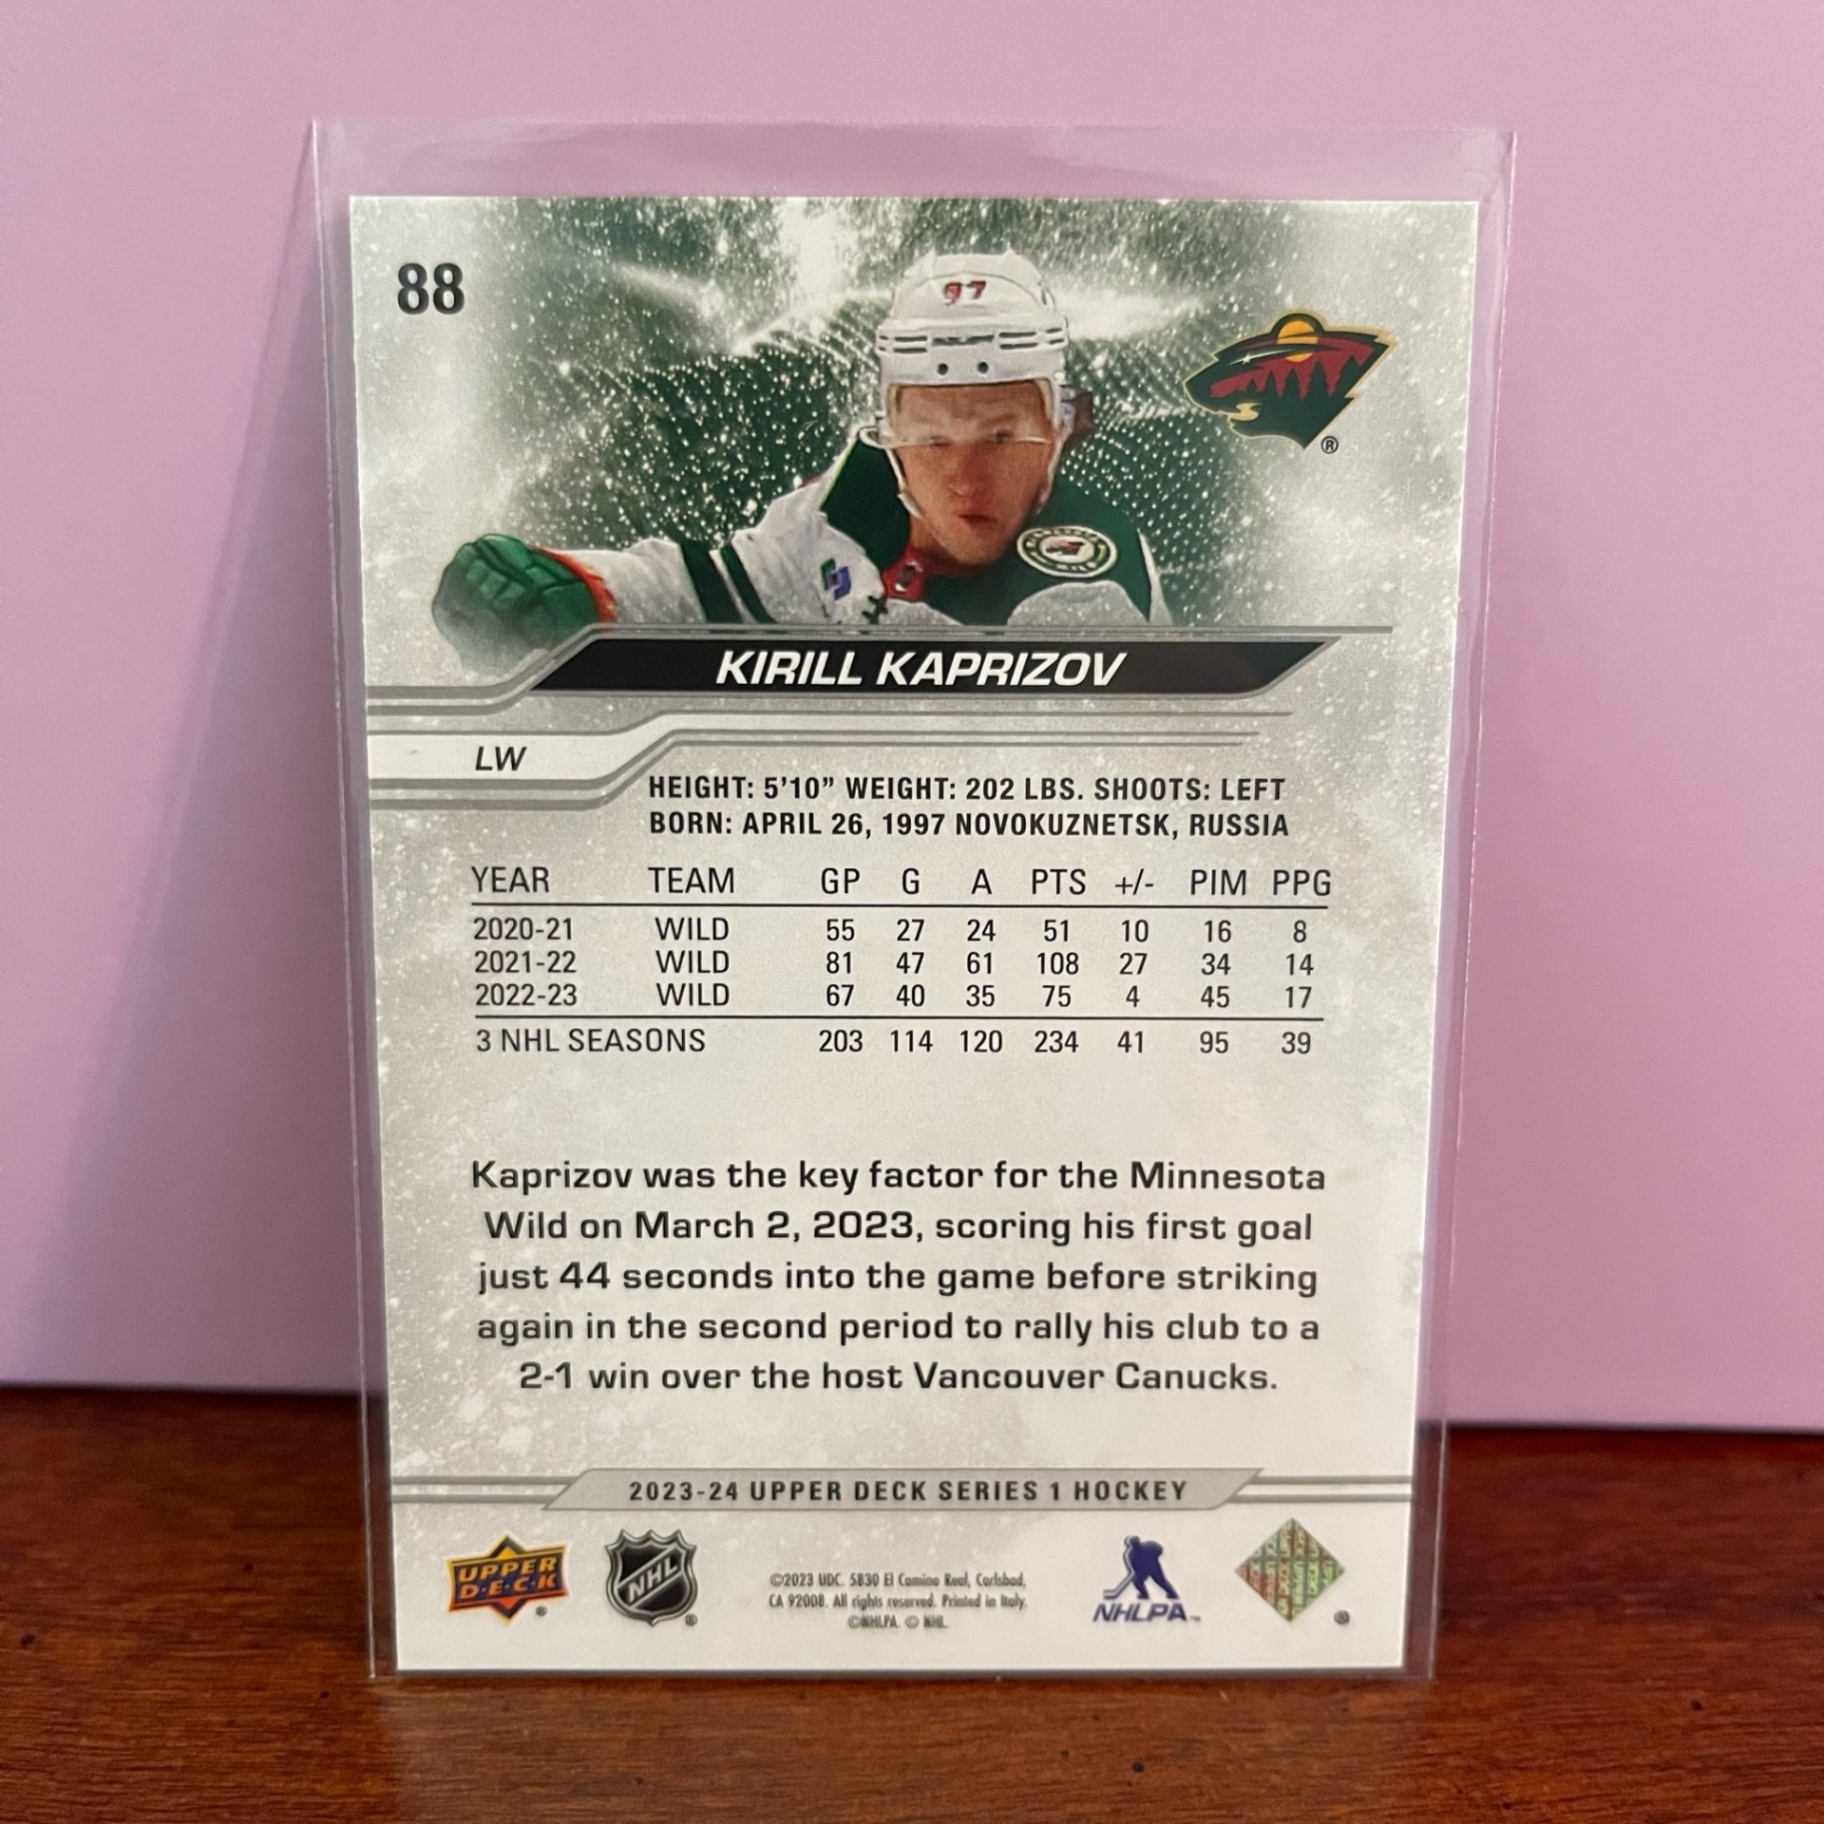 88
97
®
KIRILL KAPRIZOV
LW
HEIGHT: 5'10" WEIGHT: 202 LBS. SHOOTS: LEFT
BORN: APRIL 26, 1997 NOVOKUZNETSK, RUSSIA
YEAR TEAM GP G A PTS +/- PIM PPG
2020-21 WILD 55 27 24 51 10 16 8
2021-22 WILD 81 47 61 108 27 34 14
2022-23 WILD 67 40 35 75 4 45 17
3 NHL SEASONS 203 114 120 234 41 95 39
Kaprizov was the key factor for the Minnesota
Wild on March 2, 2023, scoring his first goal
just 44 seconds into the game before striking
again in the second period to rally his club to a
2-1 win over the host Vancouver Canucks.
2023-24 UPPER DECK SERIES 1 HOCKEY
UPPER
DECK
®
NHL
®
©2023 UDC. 5830 El Camino Real, Carlsbad,
CA 92008. All rights reserved. Printed in Italy.
©NHLPA © NHL.
NHLPA™
®